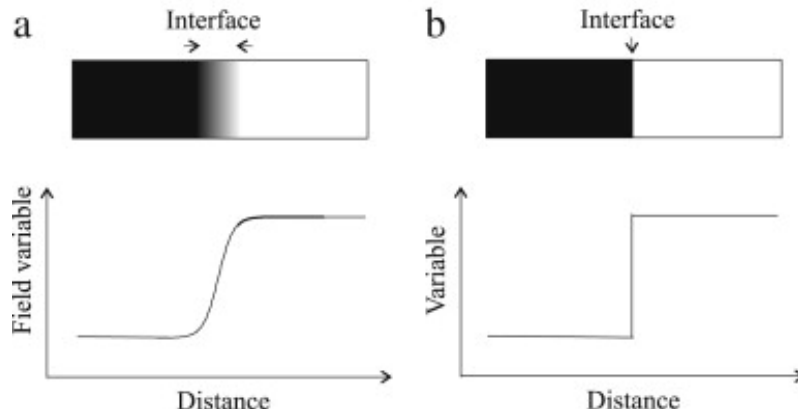 a
Interface
Field variable
Distance
b
Interface
Variable
Distance